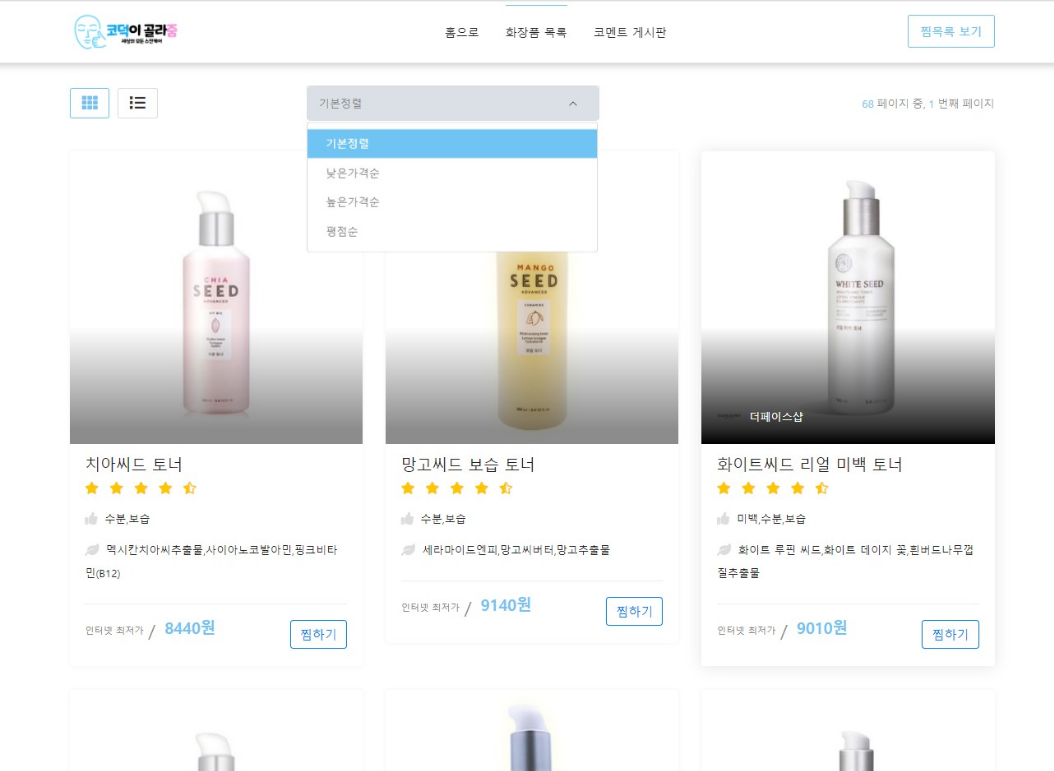 코덕이 골라줌
세상의 모든 스킨케어
홈으로 화장품 목록 코멘트 게시판
찜목록 보기
기본정렬
68 페이지 중, 1 번째 페이지
기본정렬
낮은가격순
높은가격순
평점순
CHIA
SEED
ADVANCED
MANGO
SEED
ADVANCED
WHITE SEED
더페이스샵
치아씨드 토너
수분,보습
멕시칸치아씨추출물,사이아노코발아민,핑크비타
민(B12)
인터넷 최저가 / 8440원
찜하기
망고씨드 보습 토너
수분,보습
세라마이드엔피,망고씨버터,망고추출물
인터넷 최저가 / 9140원
찜하기
화이트씨드 리얼 미백 토너
미백,수분,보습
화이트 루핀 씨드,화이트 데이지 꽃,흰버드나무껍
질추출물
인터넷 최저가 / 9010원
찜하기